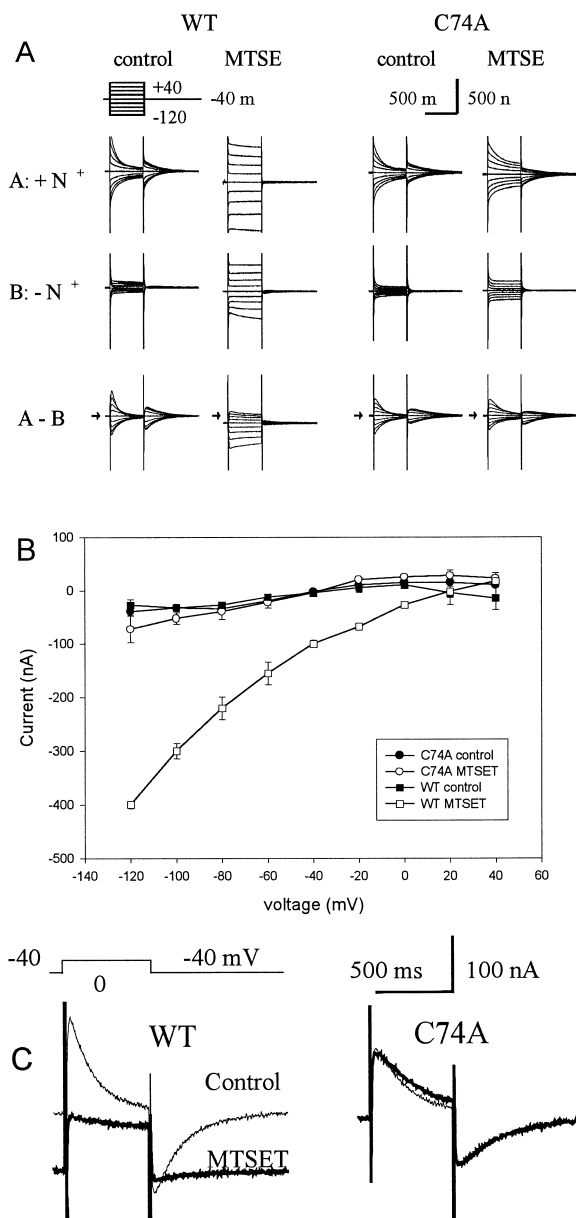 WT C74A
A
control MTSE control MTSE
+40
-40 m
-120
500 m 500 n
A: + N +
B: - N +
A - B
B
100
0
-100
-200
-300
-400
-500
Current (nA)
C74A control
C74A MTSET
WT control
WT MTSET
-140 -120 -100 -80 -60 -40 -20 0 20 40 60
voltage (mV)
-40 -40 mV
0
500 ms 100 nA
C
WT C74A
Control
MTSET